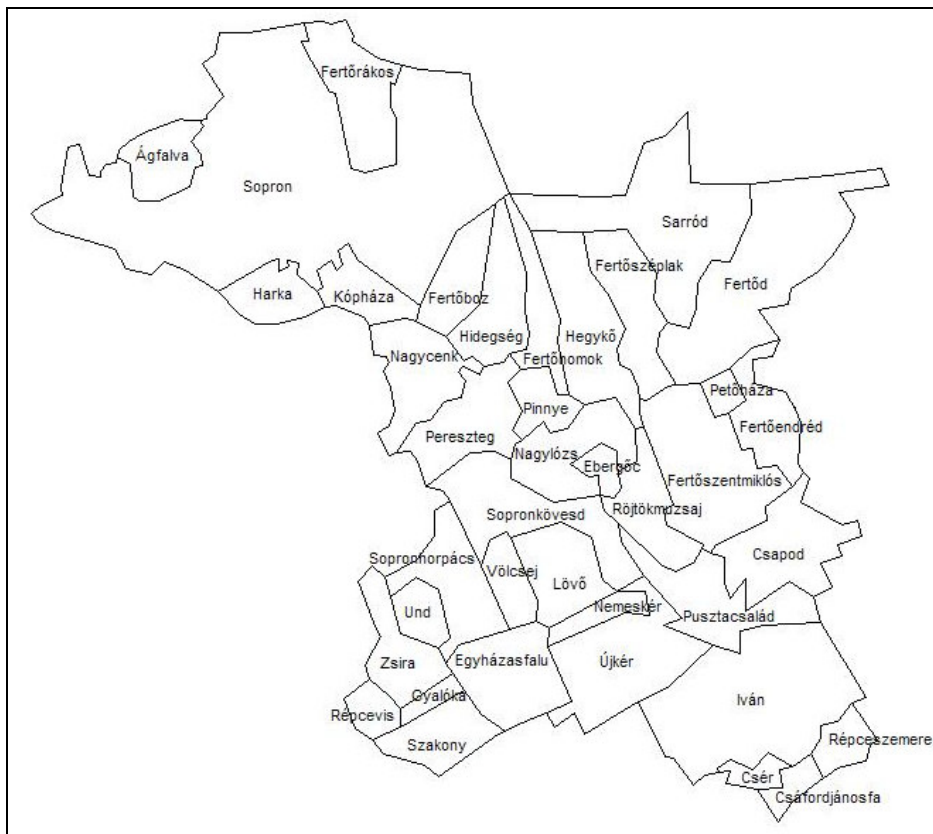 Fertőrákos
Ágfalva
Sopron
Sarród
Fertőszéplak
Fertőd
Harka
Kópháza
Fertőboz
Hidegség
Hegykő
Nagycenk
Fertőhomok
Petőháza
Pinnye
Fertőendréd
Pereszteg
Nagylózs
Ebergőc
Fertőszentmiklós
Röjtökmuzsaj
Sopronkövesd
Csapod
Sopronhorpács
Völcsej
Lövő
Und
Nemeskér
Pusztacsalád
Zsira
Egyházasfalu
Újkér
Gyalóka
Iván
Répcevis
Szakony
Répceszemere
Csér
Csáfordjánosfa